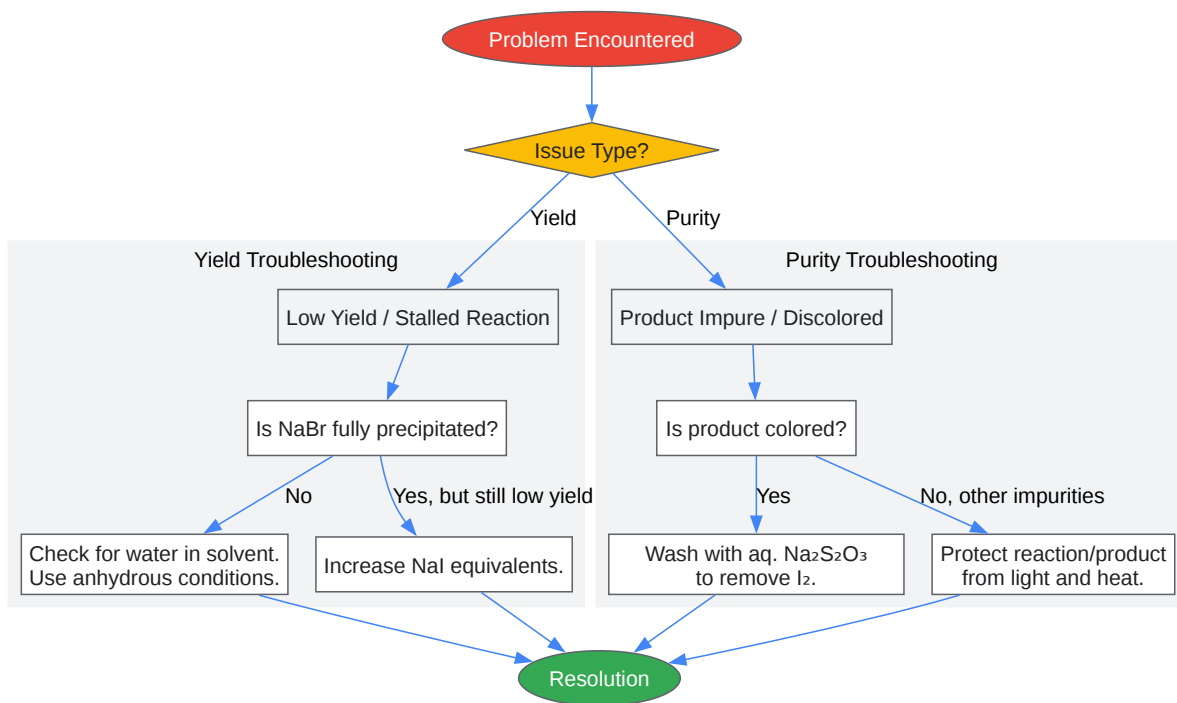 Problem Encountered
Issue Type?
Yield
Purity
Yield Troubleshooting
Purity Troubleshooting
Low Yield / Stalled Reaction
Product Impure / Discolored
Is NaBr fully precipitated?
Is product colored?
No
Yes, but still low yield
Yes
No, other impurities
Check for water in solvent.
Use anhydrous conditions.
Increase NaI equivalents.
Wash with aq. Na₂S₂O₃
to remove I₂.
Protect reaction/product
from light and heat.
Resolution